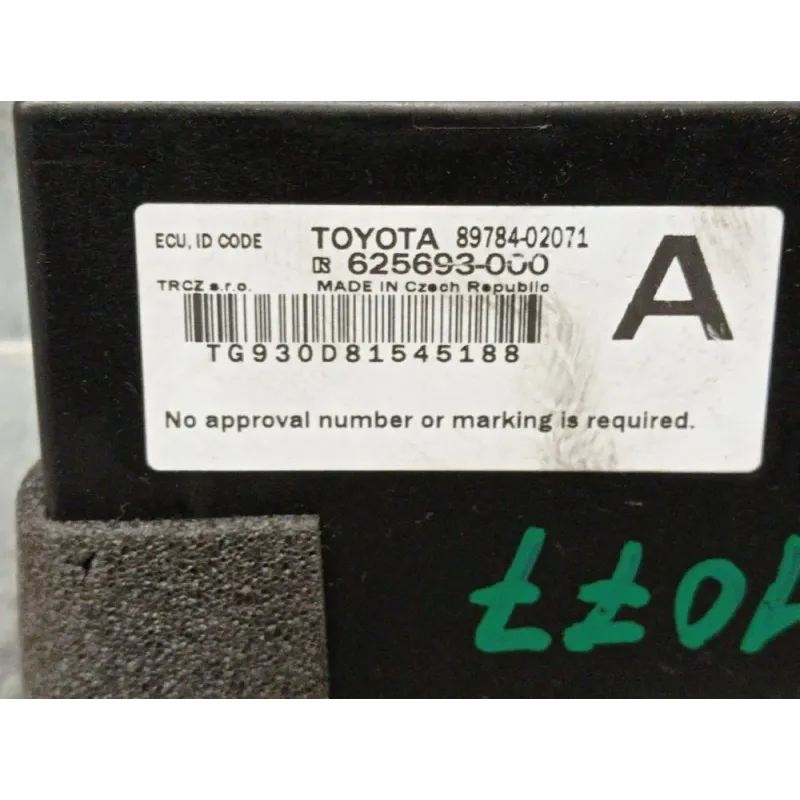 ECU, ID CODE TOYOTA 89784-02071
625693-000
TRCZ s.r.o. MADE IN Czech Republic
A
TG930D81545188
No approval number or marking is required.
1077